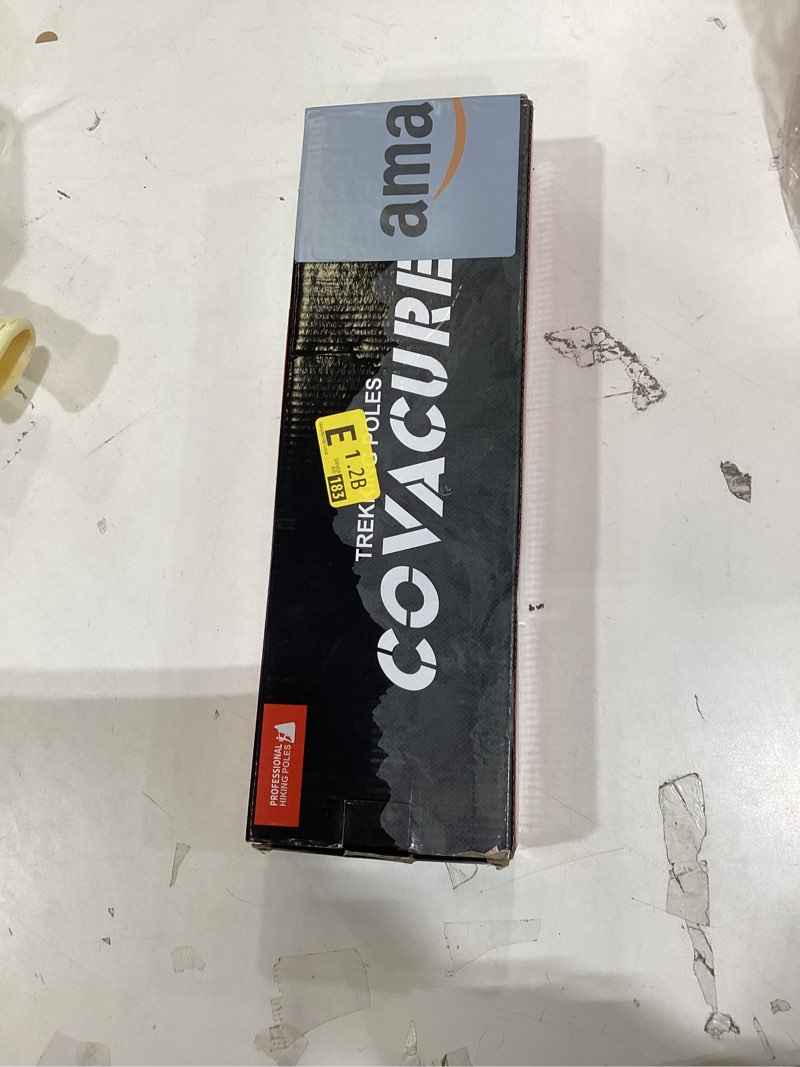 ama
COVACURE
TREK
POLES
E 1.2B
183
PROFESSIONAL
HIKING POLES